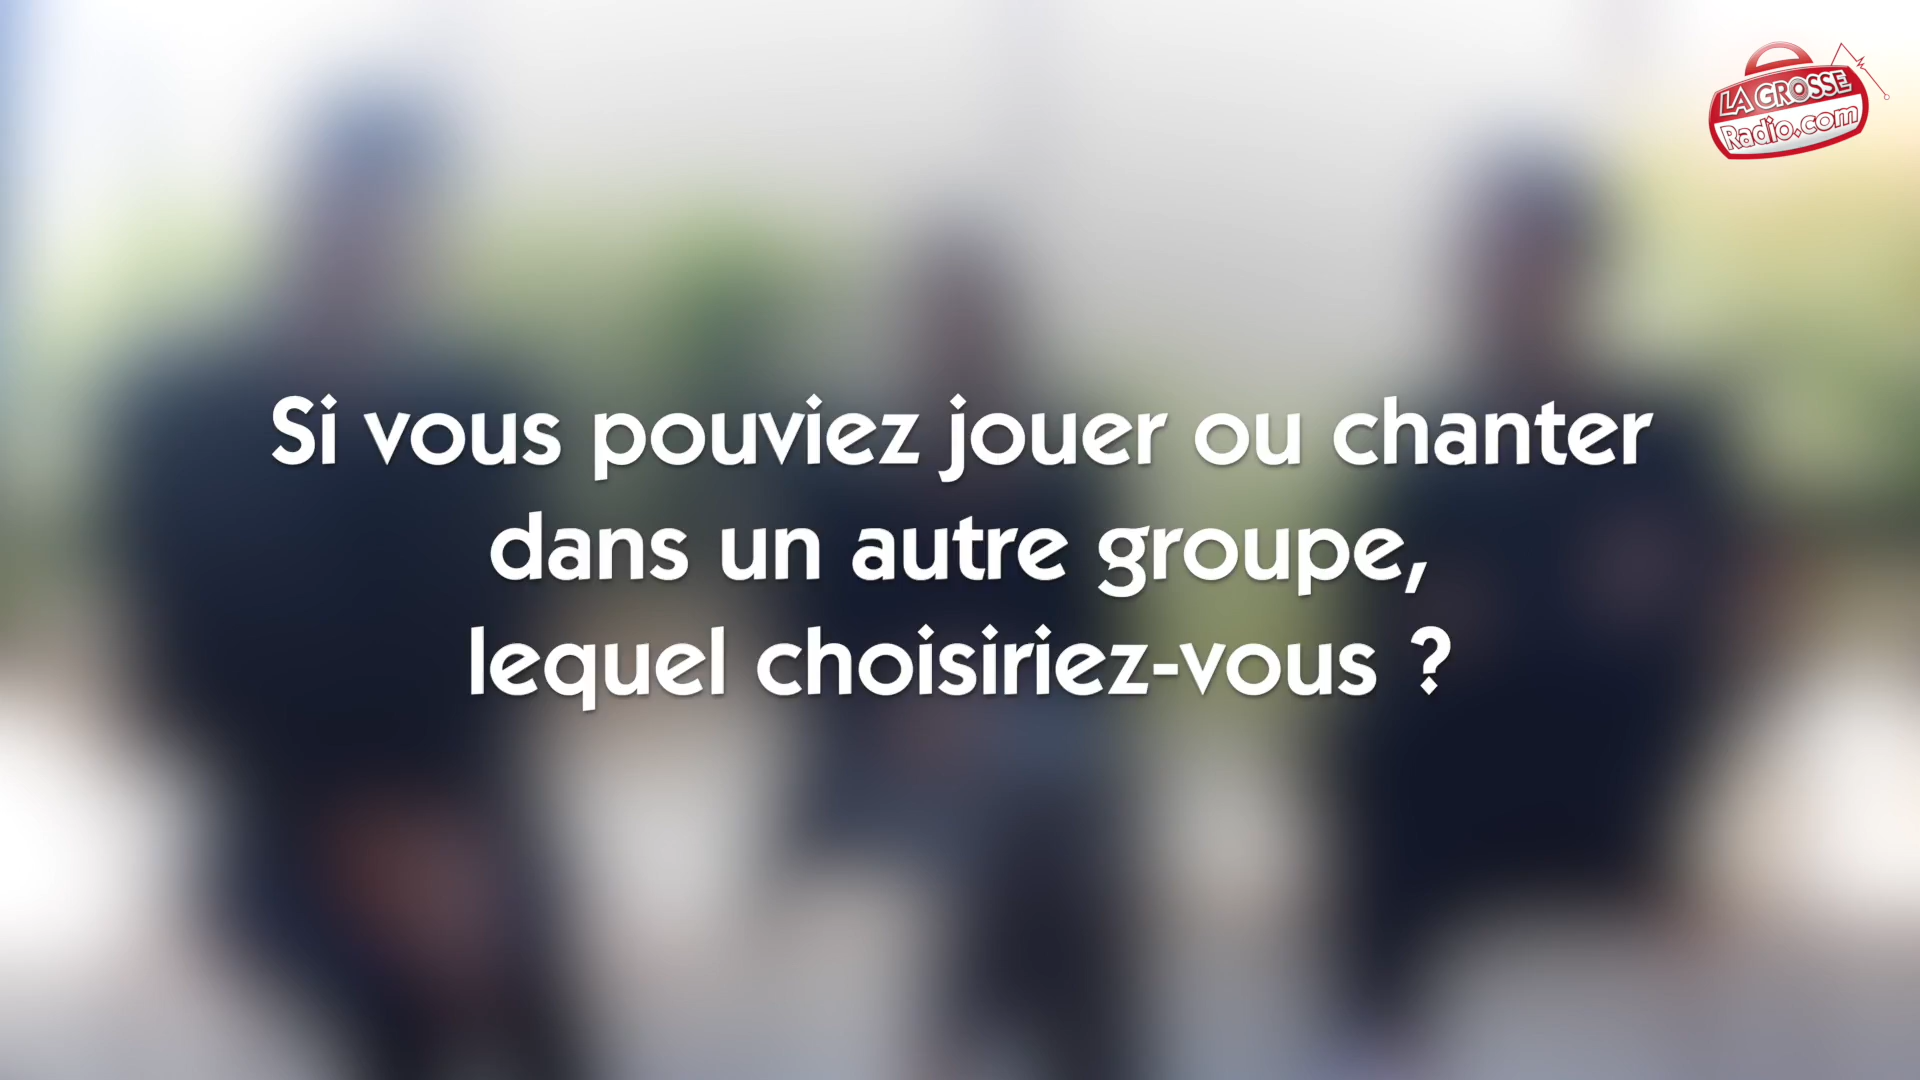 LA GROSSE
Radio.com
Si vous pouviez jouer ou chanter
dans un autre groupe,
lequel choisiriez-vous ?